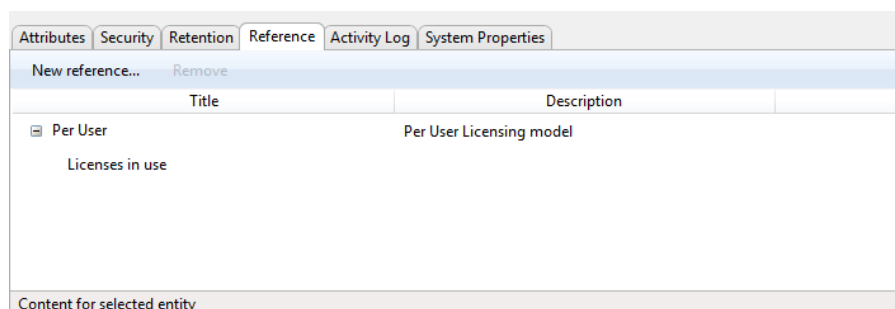 Attributes Security Retention Reference Activity Log System Properties
New reference... Remove
Title Description
Per User Per User Licensing model
Licenses in use
Content for selected entity